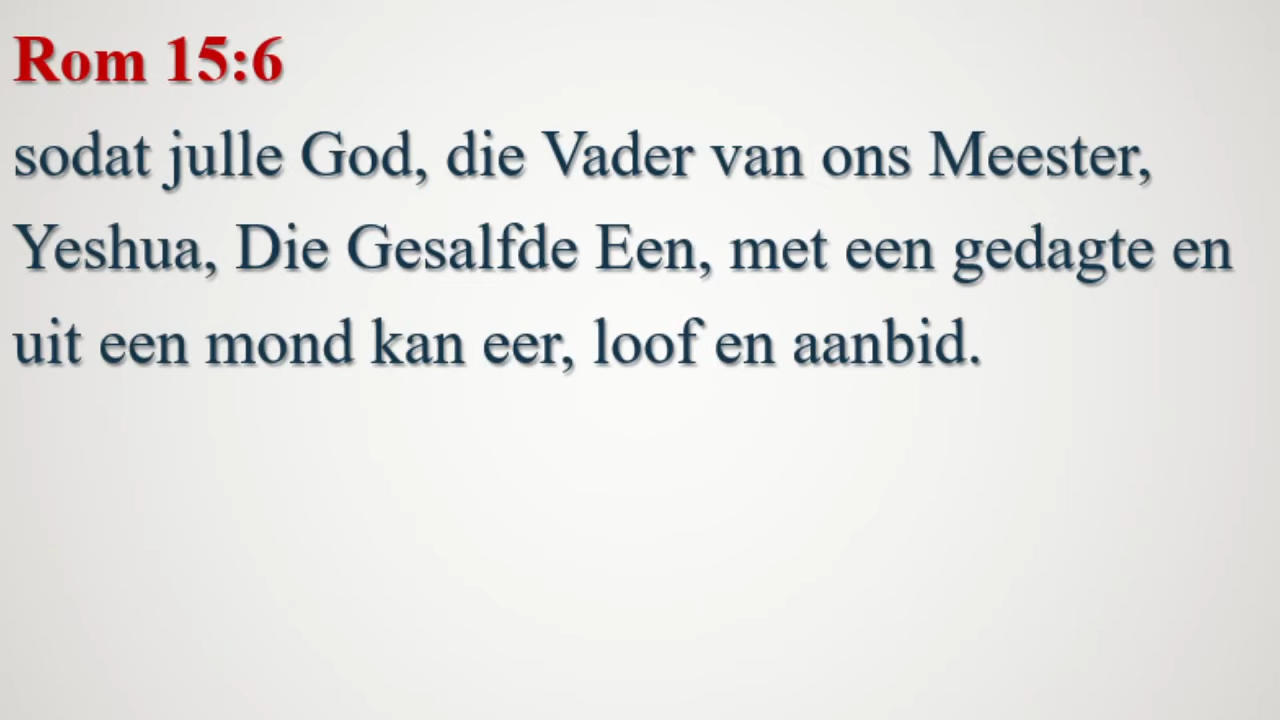 Rom 15:6
sodat julle God, die Vader van ons Meester,
Yeshua, Die Gesalfde Een, met een gedagte en
uit een mond kan eer, loof en aanbid.